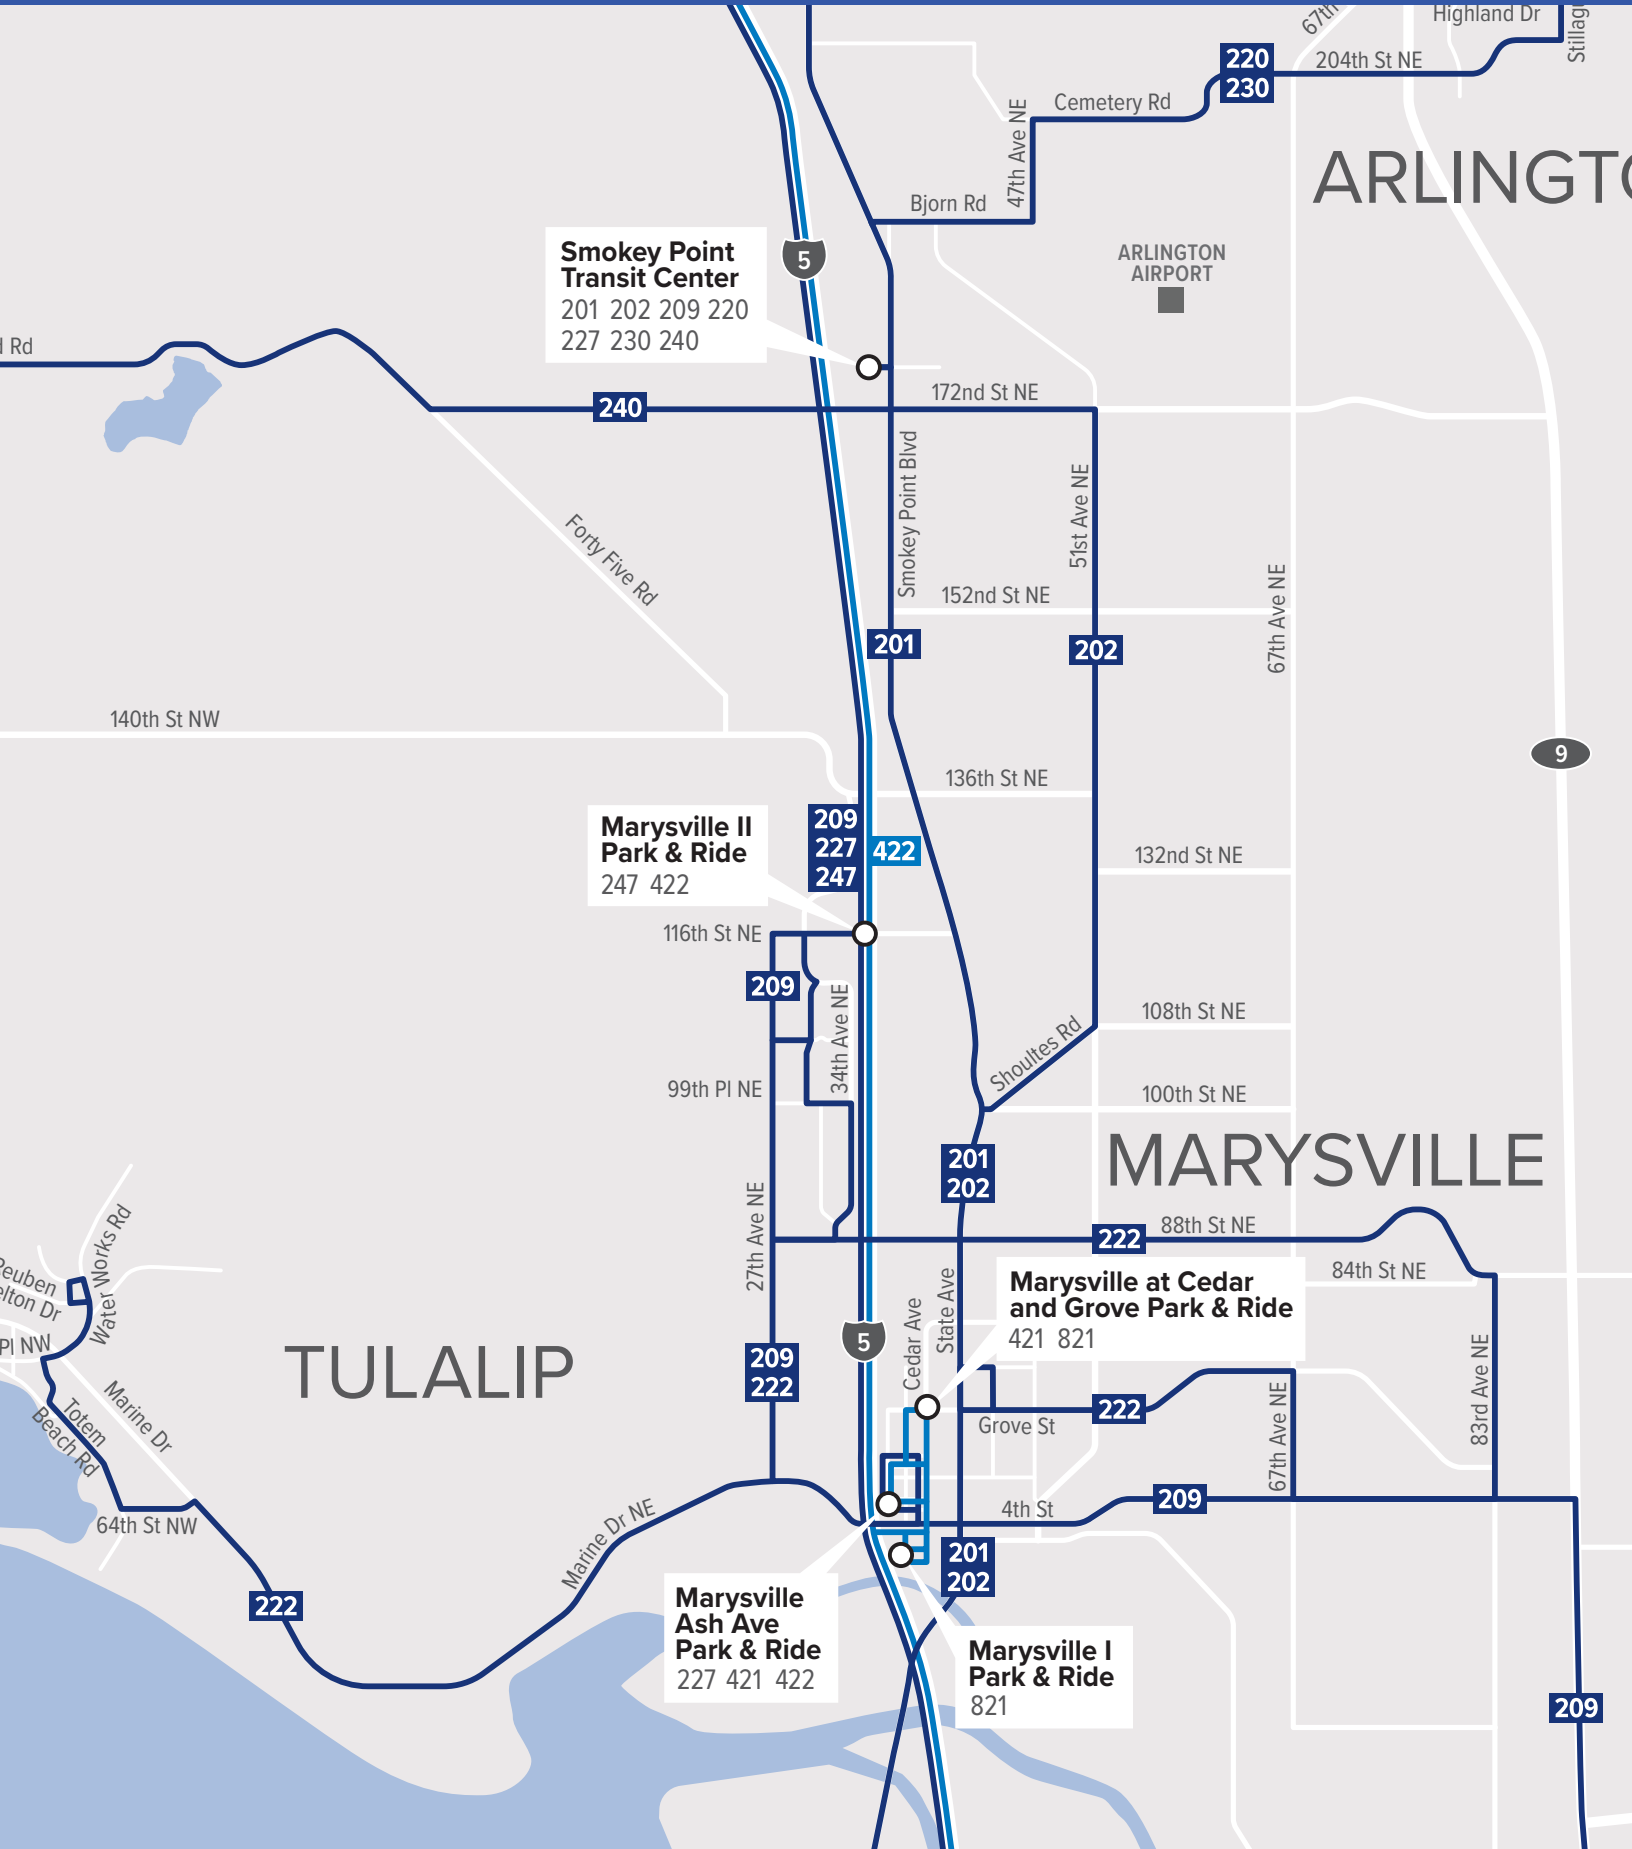 67th
Highland Dr
Stillag
220
230
204th St NE
Cemetery Rd
47th Ave NE
ARLINGTO
Bjorn Rd
ARLINGTON
AIRPORT
5
Smokey Point
Transit Center
201 202 209 220
227 230 240
Rd
240
172nd St NE
Smokey Point Blvd
51st Ave NE
Forty Five Rd
152nd St NE
67th Ave NE
201
202
140th St NW
9
136th St NE
Marysville II
Park & Ride
247 422
209
227
247
422
132nd St NE
116th St NE
209
34th Ave NE
108th St NE
Shoultes Rd
99th Pl NE
100th St NE
MARYSVILLE
201
202
27th Ave NE
222
88th St NE
Water Works Rd
Reuben
elton Dr
Pl NW
84th St NE
Marysville at Cedar
and Grove Park & Ride
421 821
State Ave
Cedar Ave
5
TULALIP
209
222
83rd Ave NE
67th Ave NE
222
Grove St
Marine Dr
Totem
Beach Rd
64th St NW
222
Marine Dr NE
4th St
209
201
202
Marysville
Ash Ave
Park & Ride
227 421 422
Marysville I
Park & Ride
821
209